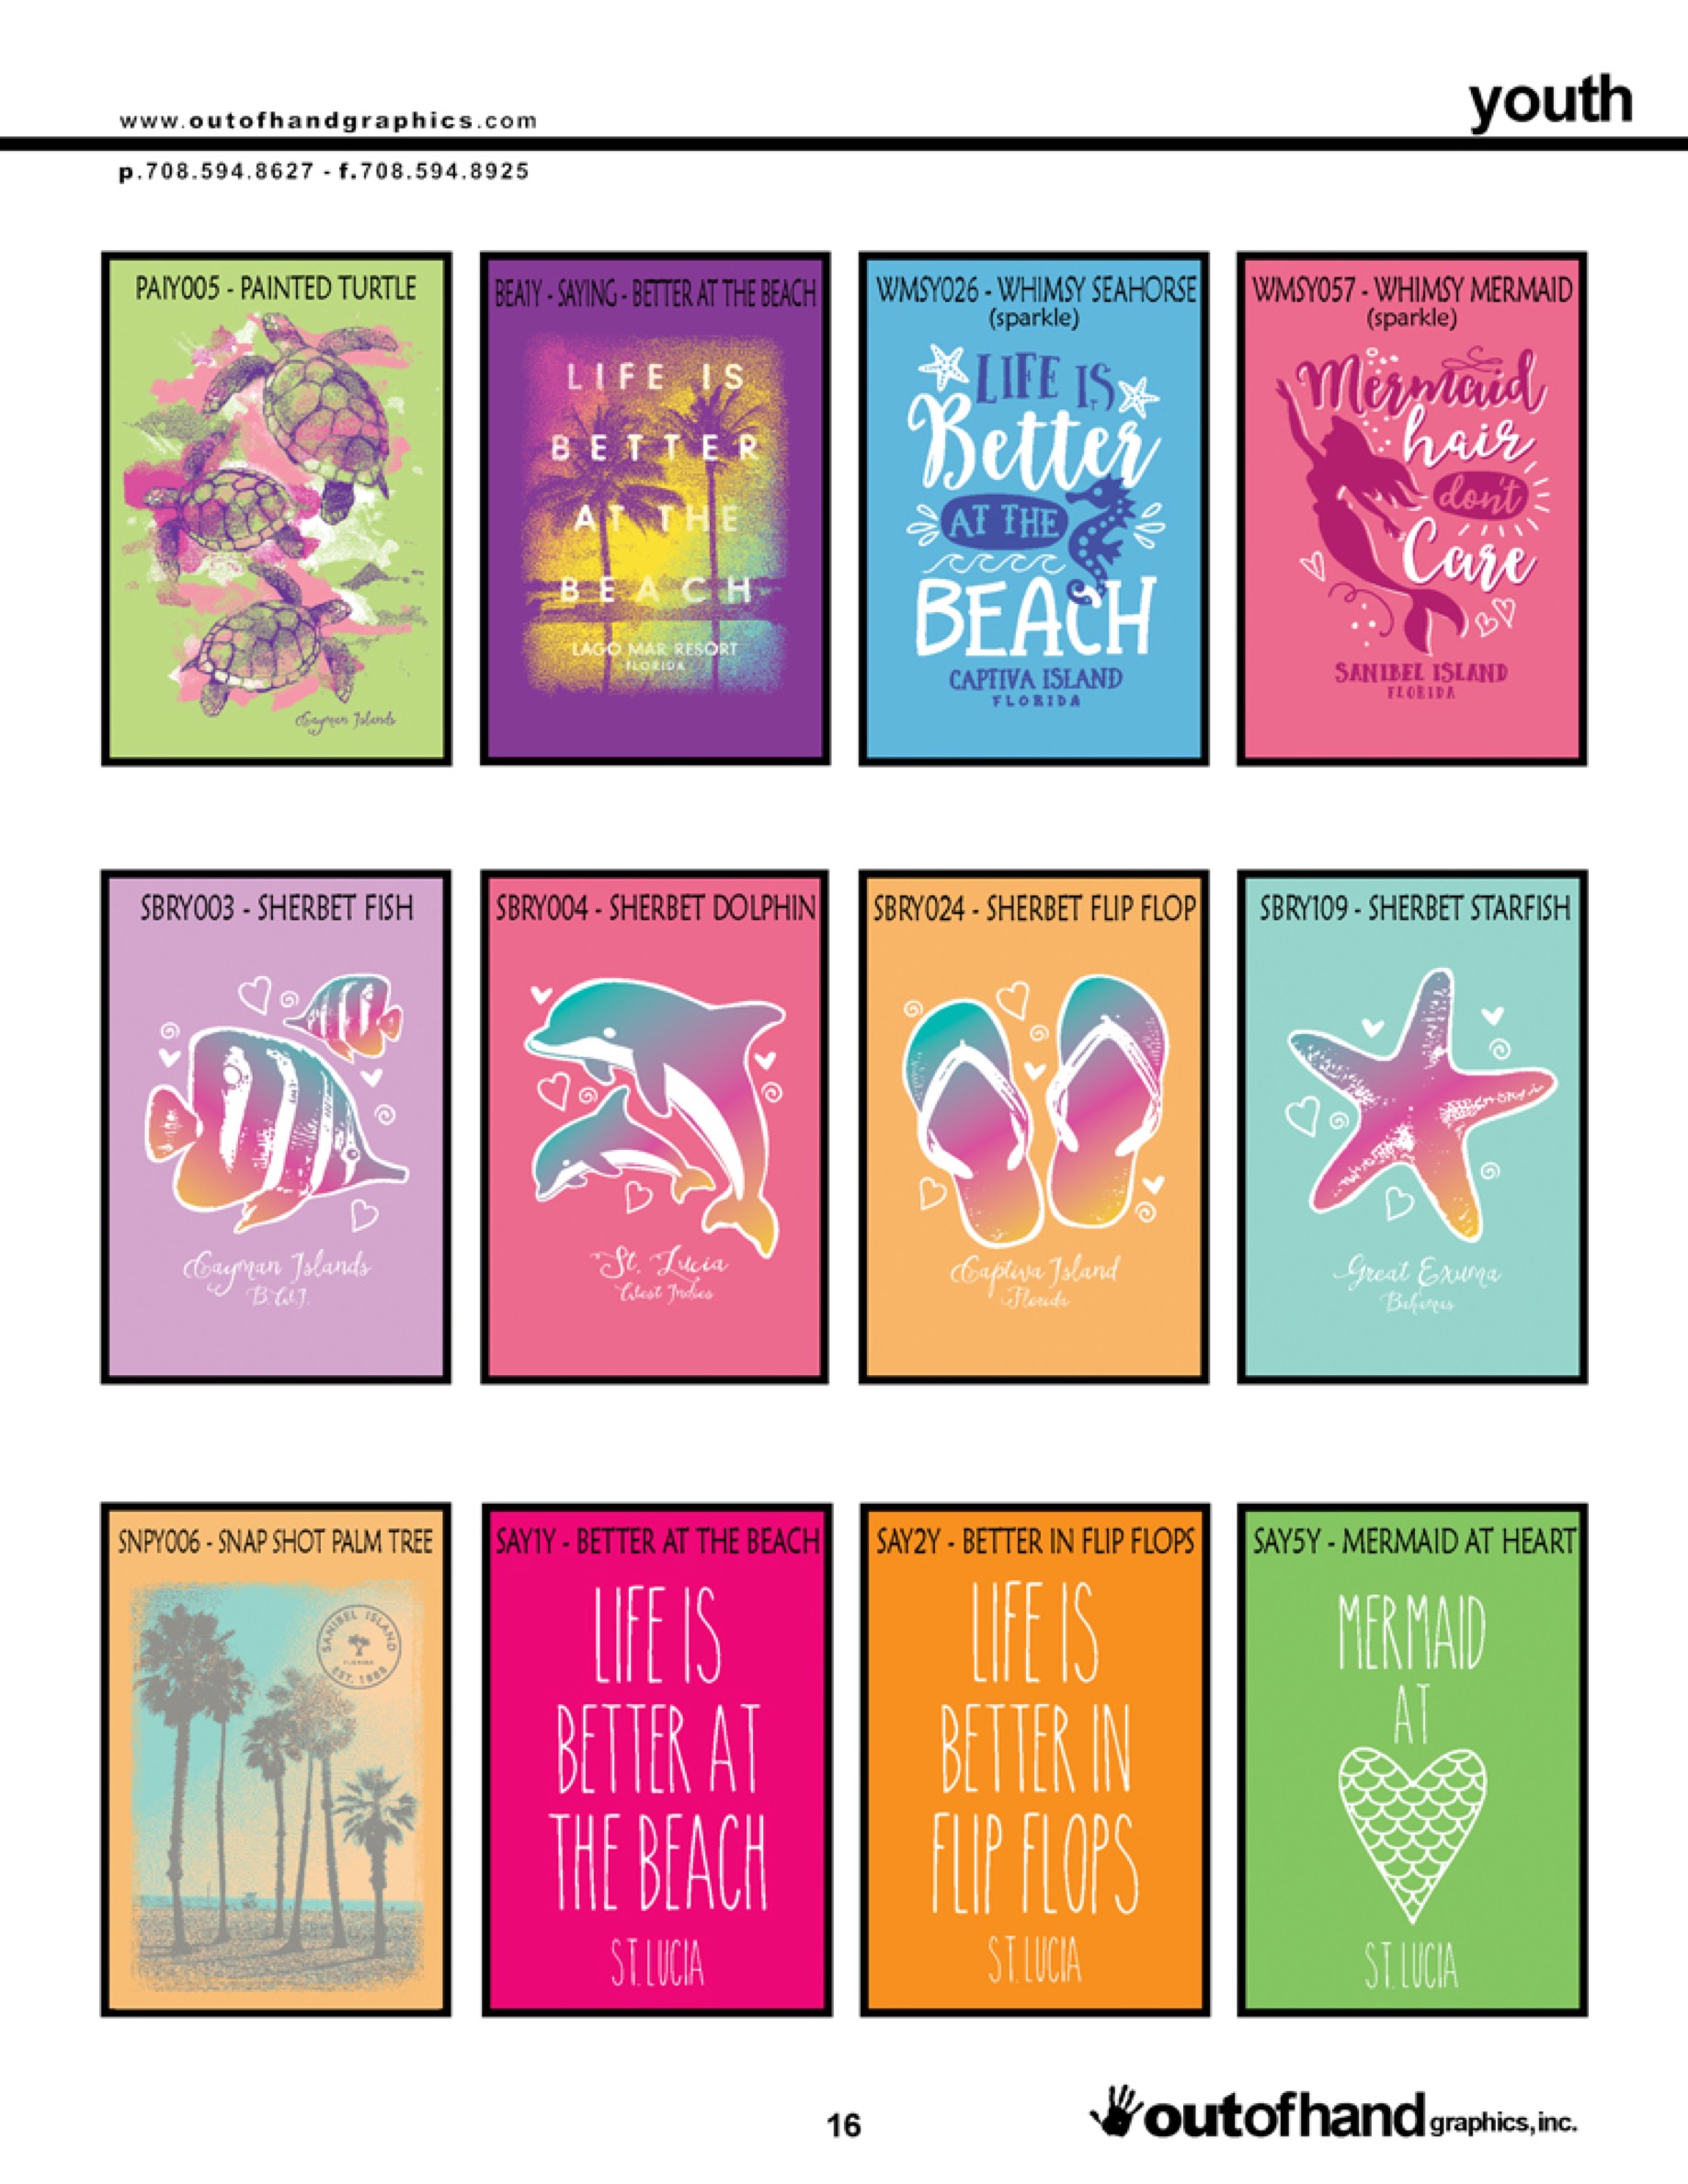 youth
www.outofhandgraphics.com
p.708.594.8627 - f.708.594.8925
PAIY005 - PAINTED TURTLE
Cayman Islands
BEA1Y - SAYING - BETTER AT THE BEACH
LIFE IS
BETTER
AT THE
BEACH
LAGO MAR RESORT
FLORIDA
WMSY026 - WHIMSY SEAHORSE
(sparkle)
LIFE IS
Better
AT THE
BEACH
CAPTIVA ISLAND
FLORIDA
WMSY057 - WHIMSY MERMAID
(sparkle)
Mermaid
hair
don't
Care
SANIBEL ISLAND
FLORIDA
SBRY003 - SHERBET FISH
Cayman Islands
B.W.I.
SBRY004 - SHERBET DOLPHIN
St. Lucia
West Indies
SBRY024 - SHERBET FLIP FLOP
Captiva Island
Florida
SBRY109 - SHERBET STARFISH
Great Exuma
Bahamas
SNPY006 - SNAP SHOT PALM TREE
SANIBEL ISLAND
FLORIDA
EST. 1888
SAY1Y - BETTER AT THE BEACH
LIFE IS
BETTER AT
THE BEACH
ST. LUCIA
SAY2Y - BETTER IN FLIP FLOPS
LIFE IS
BETTER IN
FLIP FLOPS
ST. LUCIA
SAY5Y - MERMAID AT HEART
MERMAID
AT
ST. LUCIA
16
outofhand graphics, inc.